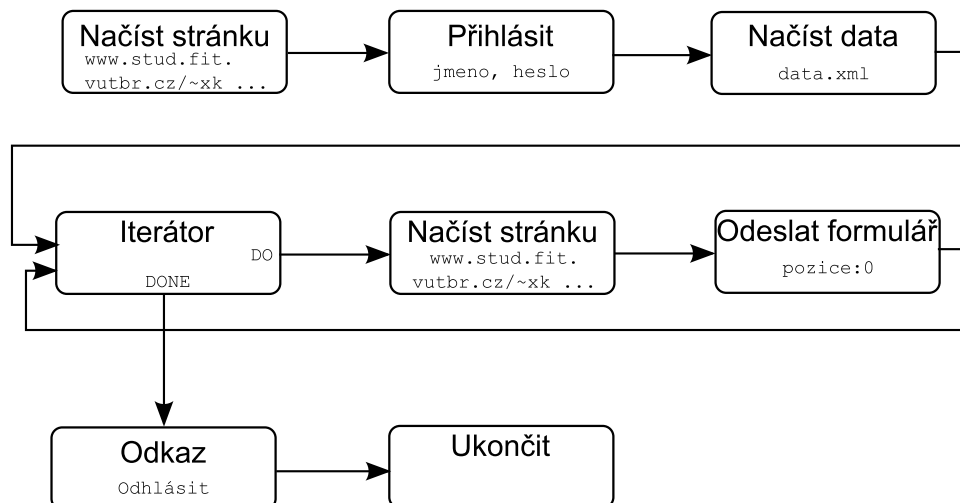 Načíst stránku
www.stud.fit.
vutbr.cz/~xk ...
Přihlásit
jmeno, heslo
Načíst data
data.xml
Iterátor
DO
DONE
Načíst stránku
www.stud.fit.
vutbr.cz/~xk ...
Odeslat formulář
pozice:0
Odkaz
Odhlásit
Ukončit